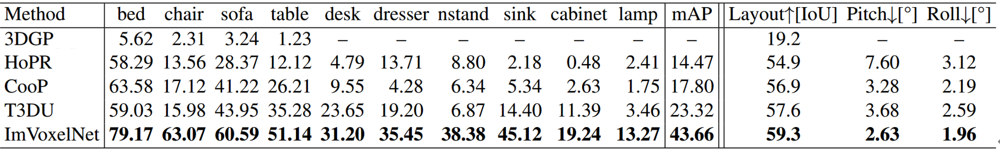 Method bed chair sofa table desk dresser nstand sink cabinet lamp mAP Layout↑[IoU] Pitch↓[°] Roll↓[°]
3DGP 5.62 2.31 3.24 1.23 – – – – – – – 19.2 – –
HoPR 58.29 13.56 28.37 12.12 4.79 13.71 8.80 2.18 0.48 2.41 14.47 54.9 7.60 3.12
CooP 63.58 17.12 41.22 26.21 9.55 4.28 6.34 5.34 2.63 1.75 17.80 56.9 3.28 2.19
T3DU 59.03 15.98 43.95 35.28 23.65 19.20 6.87 14.40 11.39 3.46 23.32 57.6 3.68 2.59
ImVoxelNet 79.17 63.07 60.59 51.14 31.20 35.45 38.38 45.12 19.24 13.27 43.66 59.3 2.63 1.96